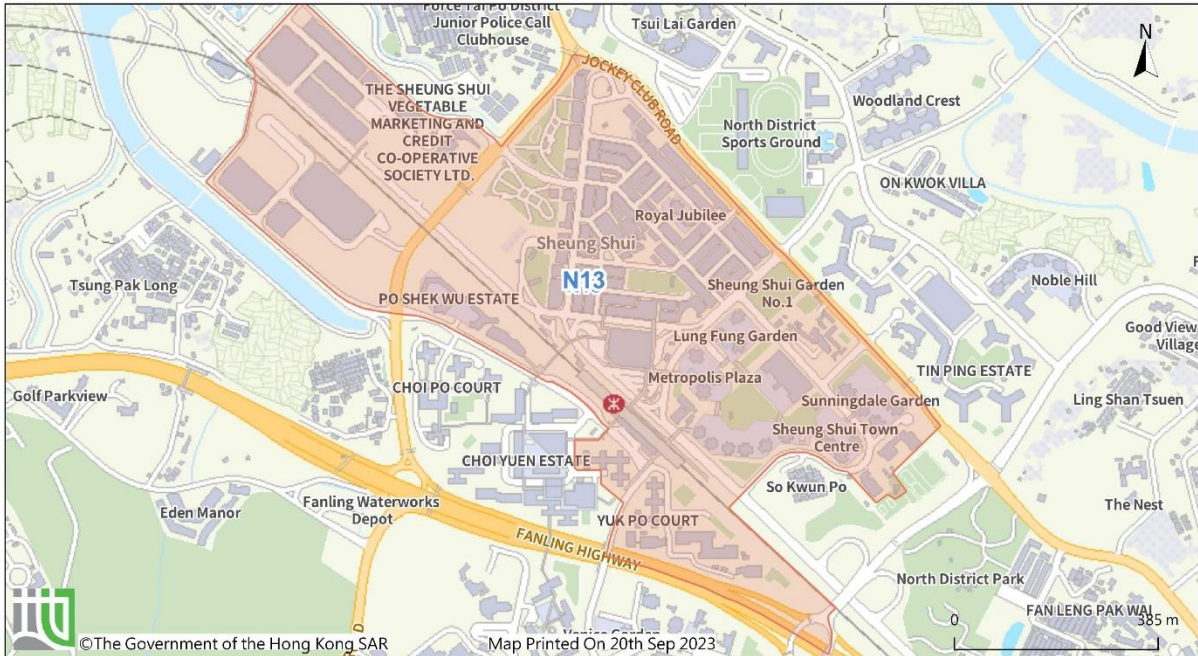 Force Tai Po District
Junior Police Call
Clubhouse
Tsui Lai Garden
N
JOCKEY CLUB ROAD
THE SHEUNG SHUI
VEGETABLE
MARKETING AND
CREDIT
CO-OPERATIVE
SOCIETY LTD.
Woodland Crest
North District
Sports Ground
ON KWOK VILLA
Royal Jubilee
Sheung Shui
N13
Tsung Pak Long
PO SHEK WU ESTATE
Sheung Shui Garden
No.1
Noble Hill
Lung Fung Garden
Good View
Village
TIN PING ESTATE
Metropolis Plaza
CHOI PO COURT
Golf Parkview
Sunningdale Garden
Ling Shan Tsuen
Sheung Shui Town
Centre
CHOI YUEN ESTATE
So Kwun Po
Eden Manor
Fanling Waterworks
Depot
The Nest
YUK PO COURT
FANLING HIGHWAY
North District Park
FAN LENG PAK WAI
0
385 m
©The Government of the Hong Kong SAR
Map Printed On 20th Sep 2023